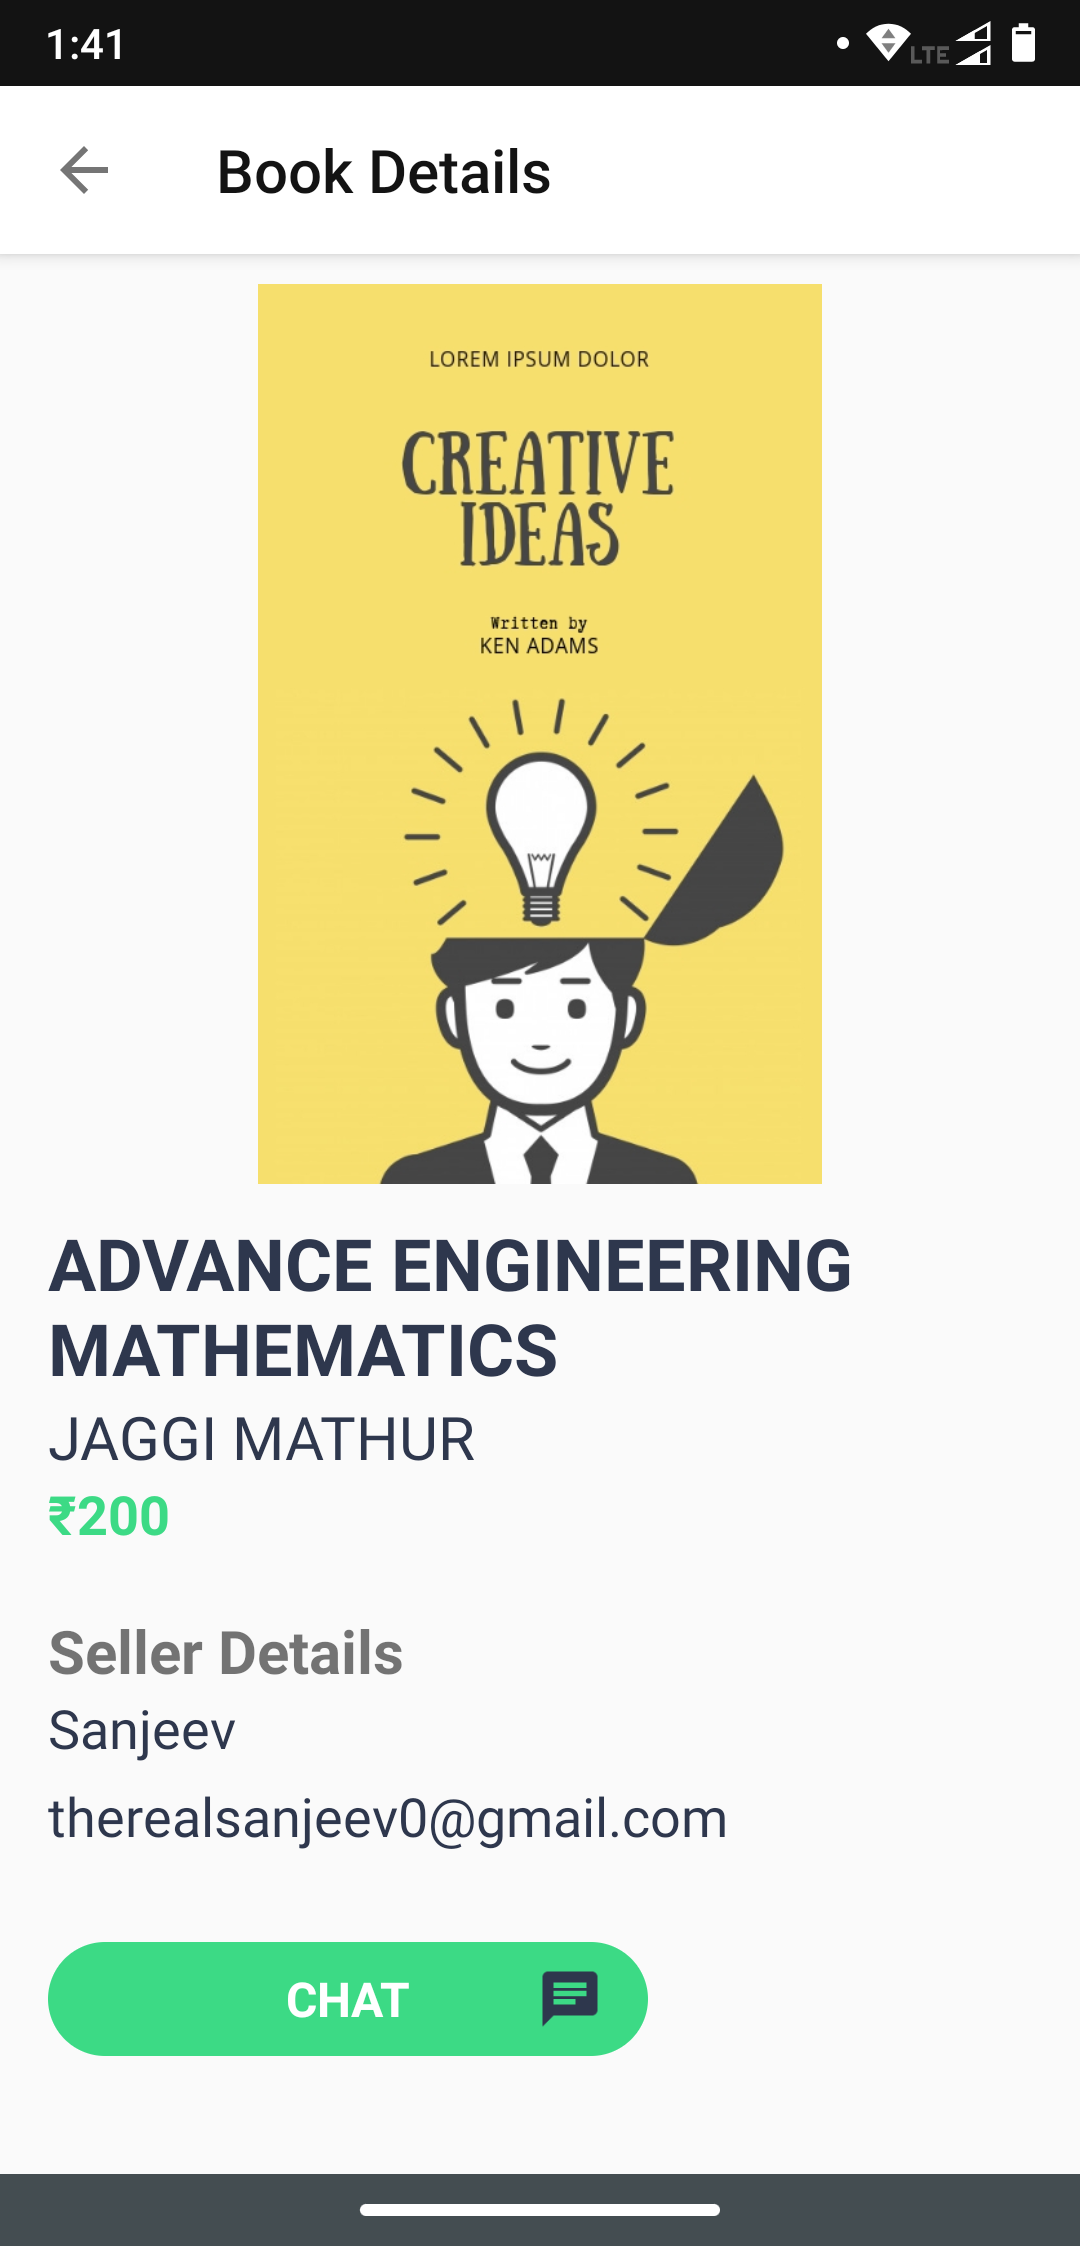 1:41
LTE
Book Details
LOREM IPSUM DOLOR
CREATIVE
IDEAS
Written by
KEN ADAMS
ADVANCE ENGINEERING
MATHEMATICS
JAGGI MATHUR
₹200
Seller Details
Sanjeev
therealsanjeev0@gmail.com
CHAT